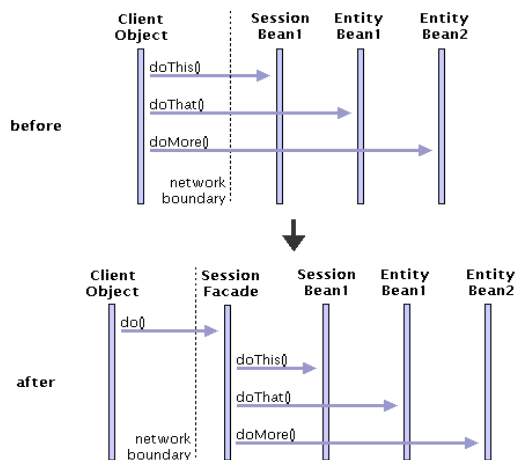 Client Object
Session Bean1
Entity Bean1
Entity Bean2
doThis()
doThat()
before
doMore()
network boundary
Client Object
Session Facade
Session Bean1
Entity Bean1
Entity Bean2
do()
doThis()
after
doThat()
doMore()
network boundary